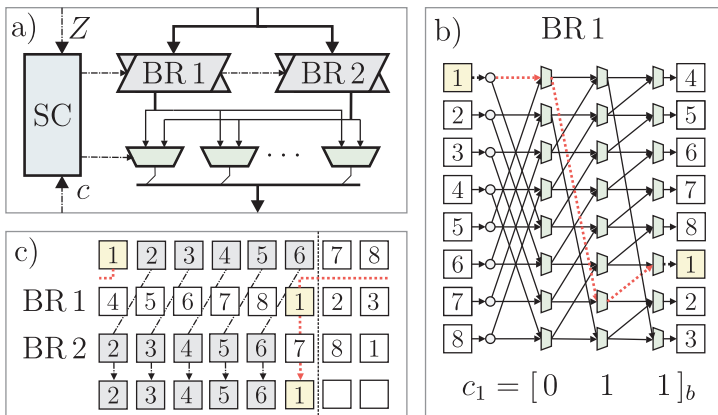 a)
Z
SC
BR 1
BR 2
· · ·
c
b)
BR 1
1 4
2 5
3 6
4 7
5 8
6 1
7 2
8 3
c₁ = [ 0 1 1 ]b
c)
1 2 3 4 5 6 7 8
BR 1 4 5 6 7 8 1 2 3
BR 2 2 3 4 5 6 7 8 1
2 3 4 5 6 1